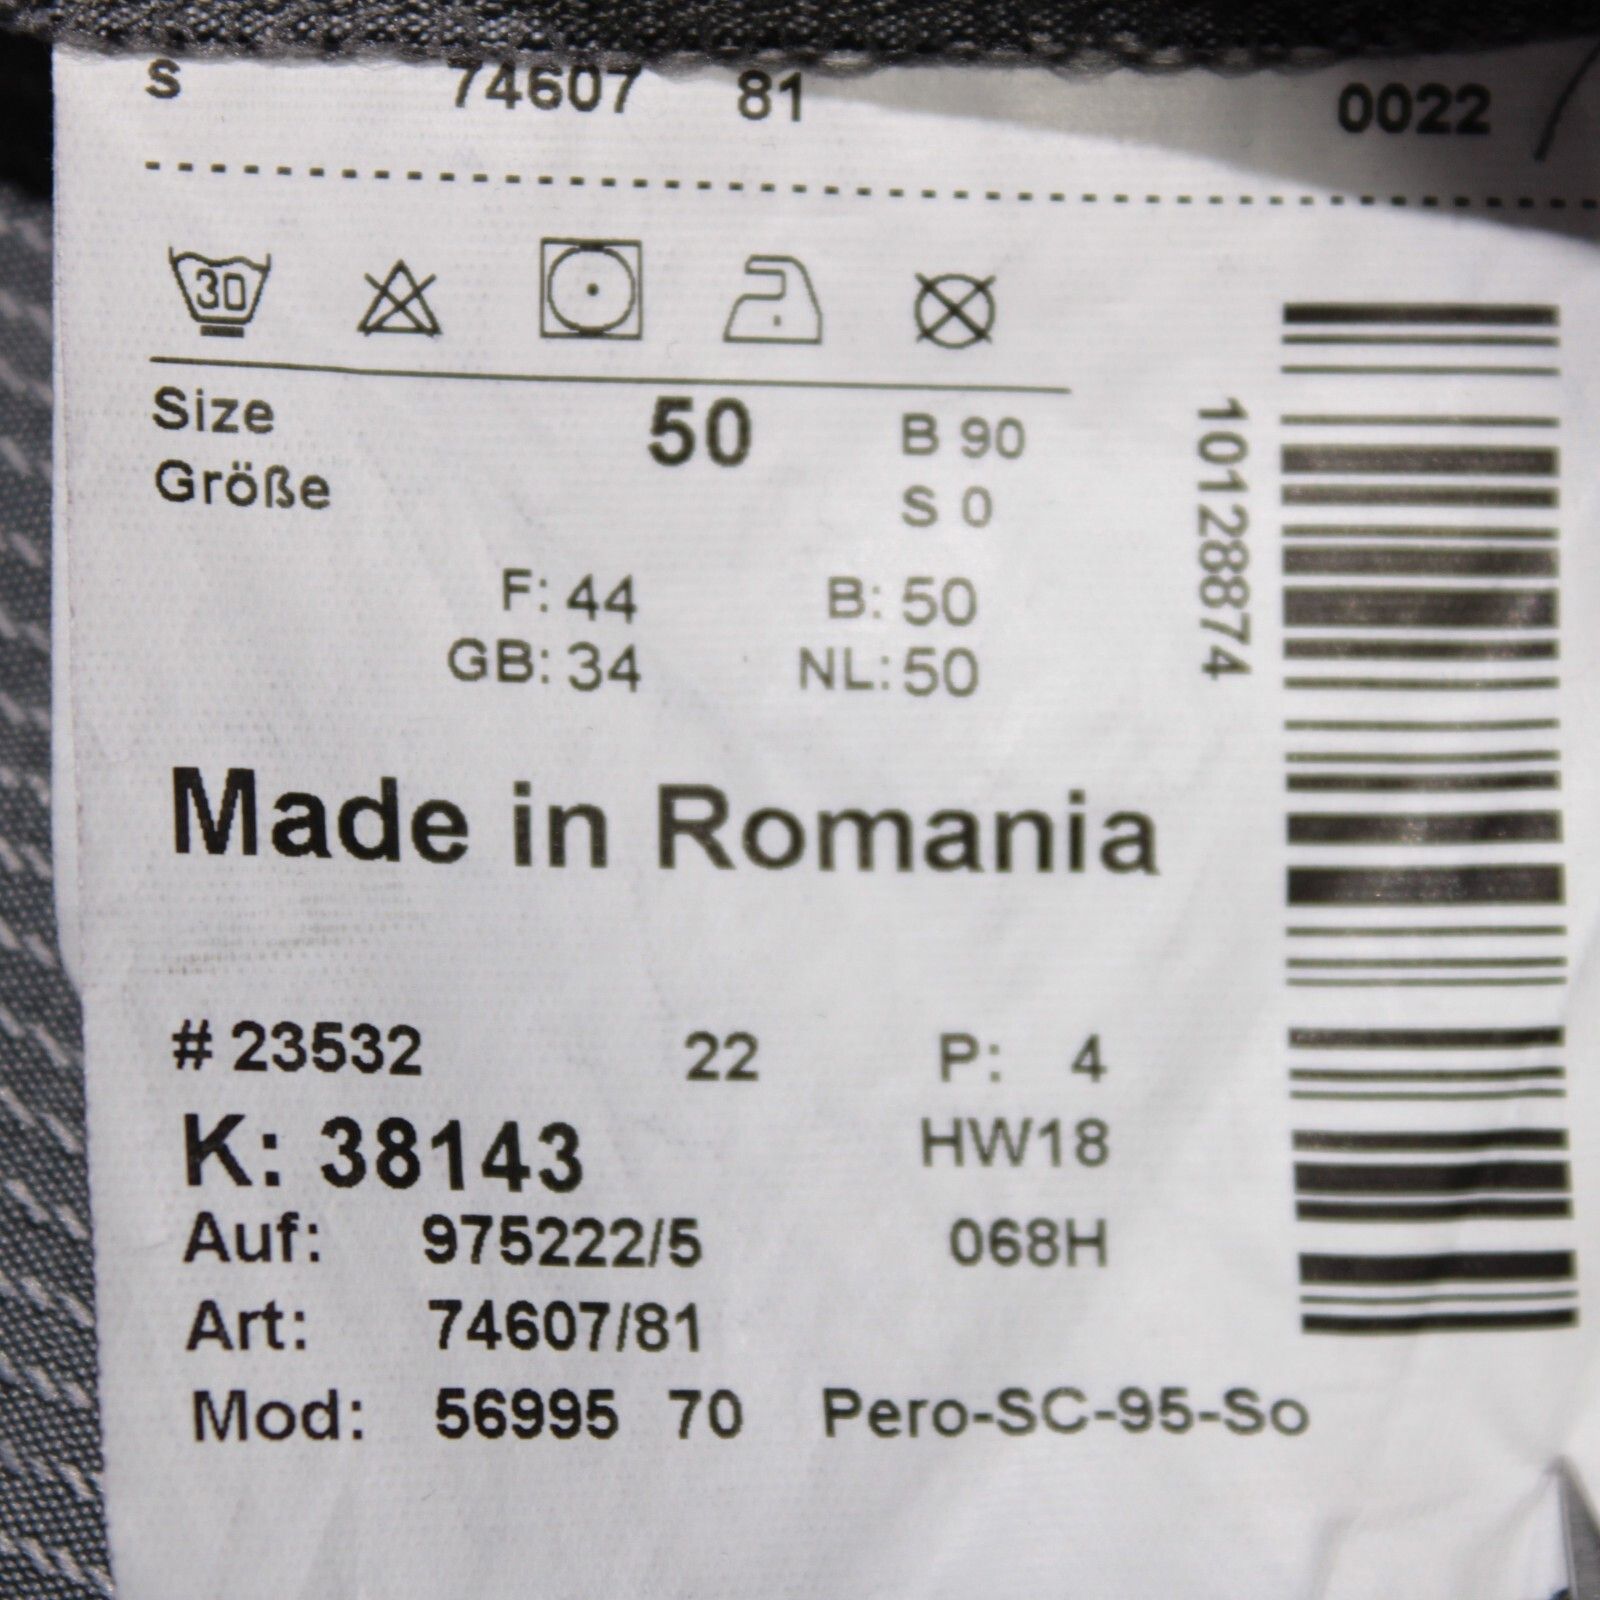 S 74607 81 0022
30
Size 50 B 90
Größe S 0
F: 44 B: 50
GB: 34 NL: 50
10128874
Made in Romania
# 23532 22 P: 4
K: 38143 HW18
Auf: 975222/5 068H
Art: 74607/81
Mod: 56995 70 Pero-SC-95-So